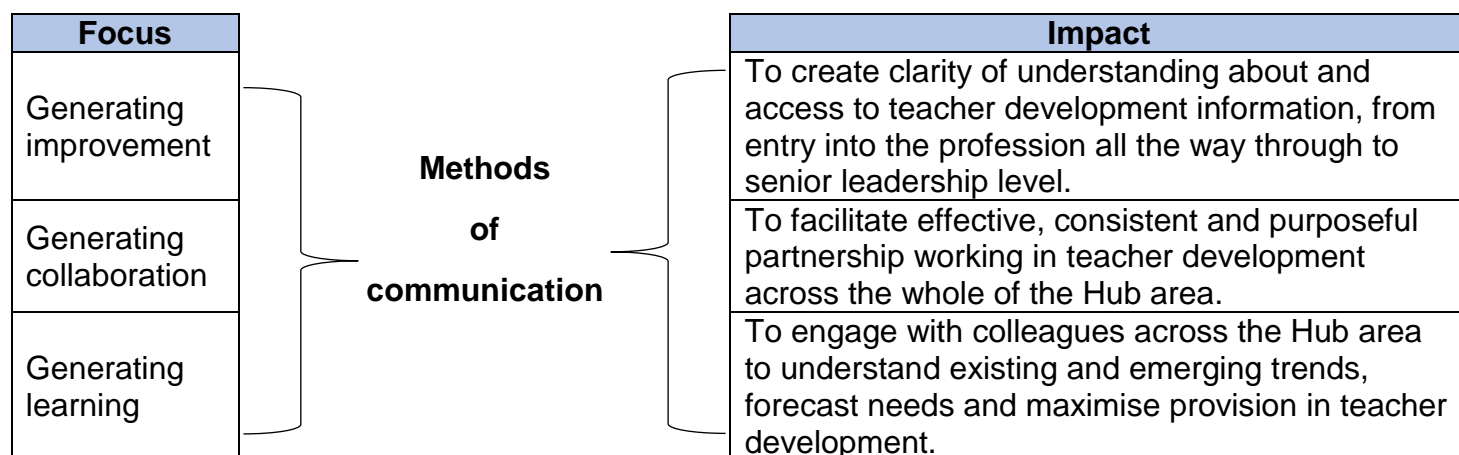 Focus
Generating
improvement
Generating
collaboration
Generating
learning
Methods
of
communication
Impact
To create clarity of understanding about and
access to teacher development information, from
entry into the profession all the way through to
senior leadership level.
To facilitate effective, consistent and purposeful
partnership working in teacher development
across the whole of the Hub area.
To engage with colleagues across the Hub area
to understand existing and emerging trends,
forecast needs and maximise provision in teacher
development.